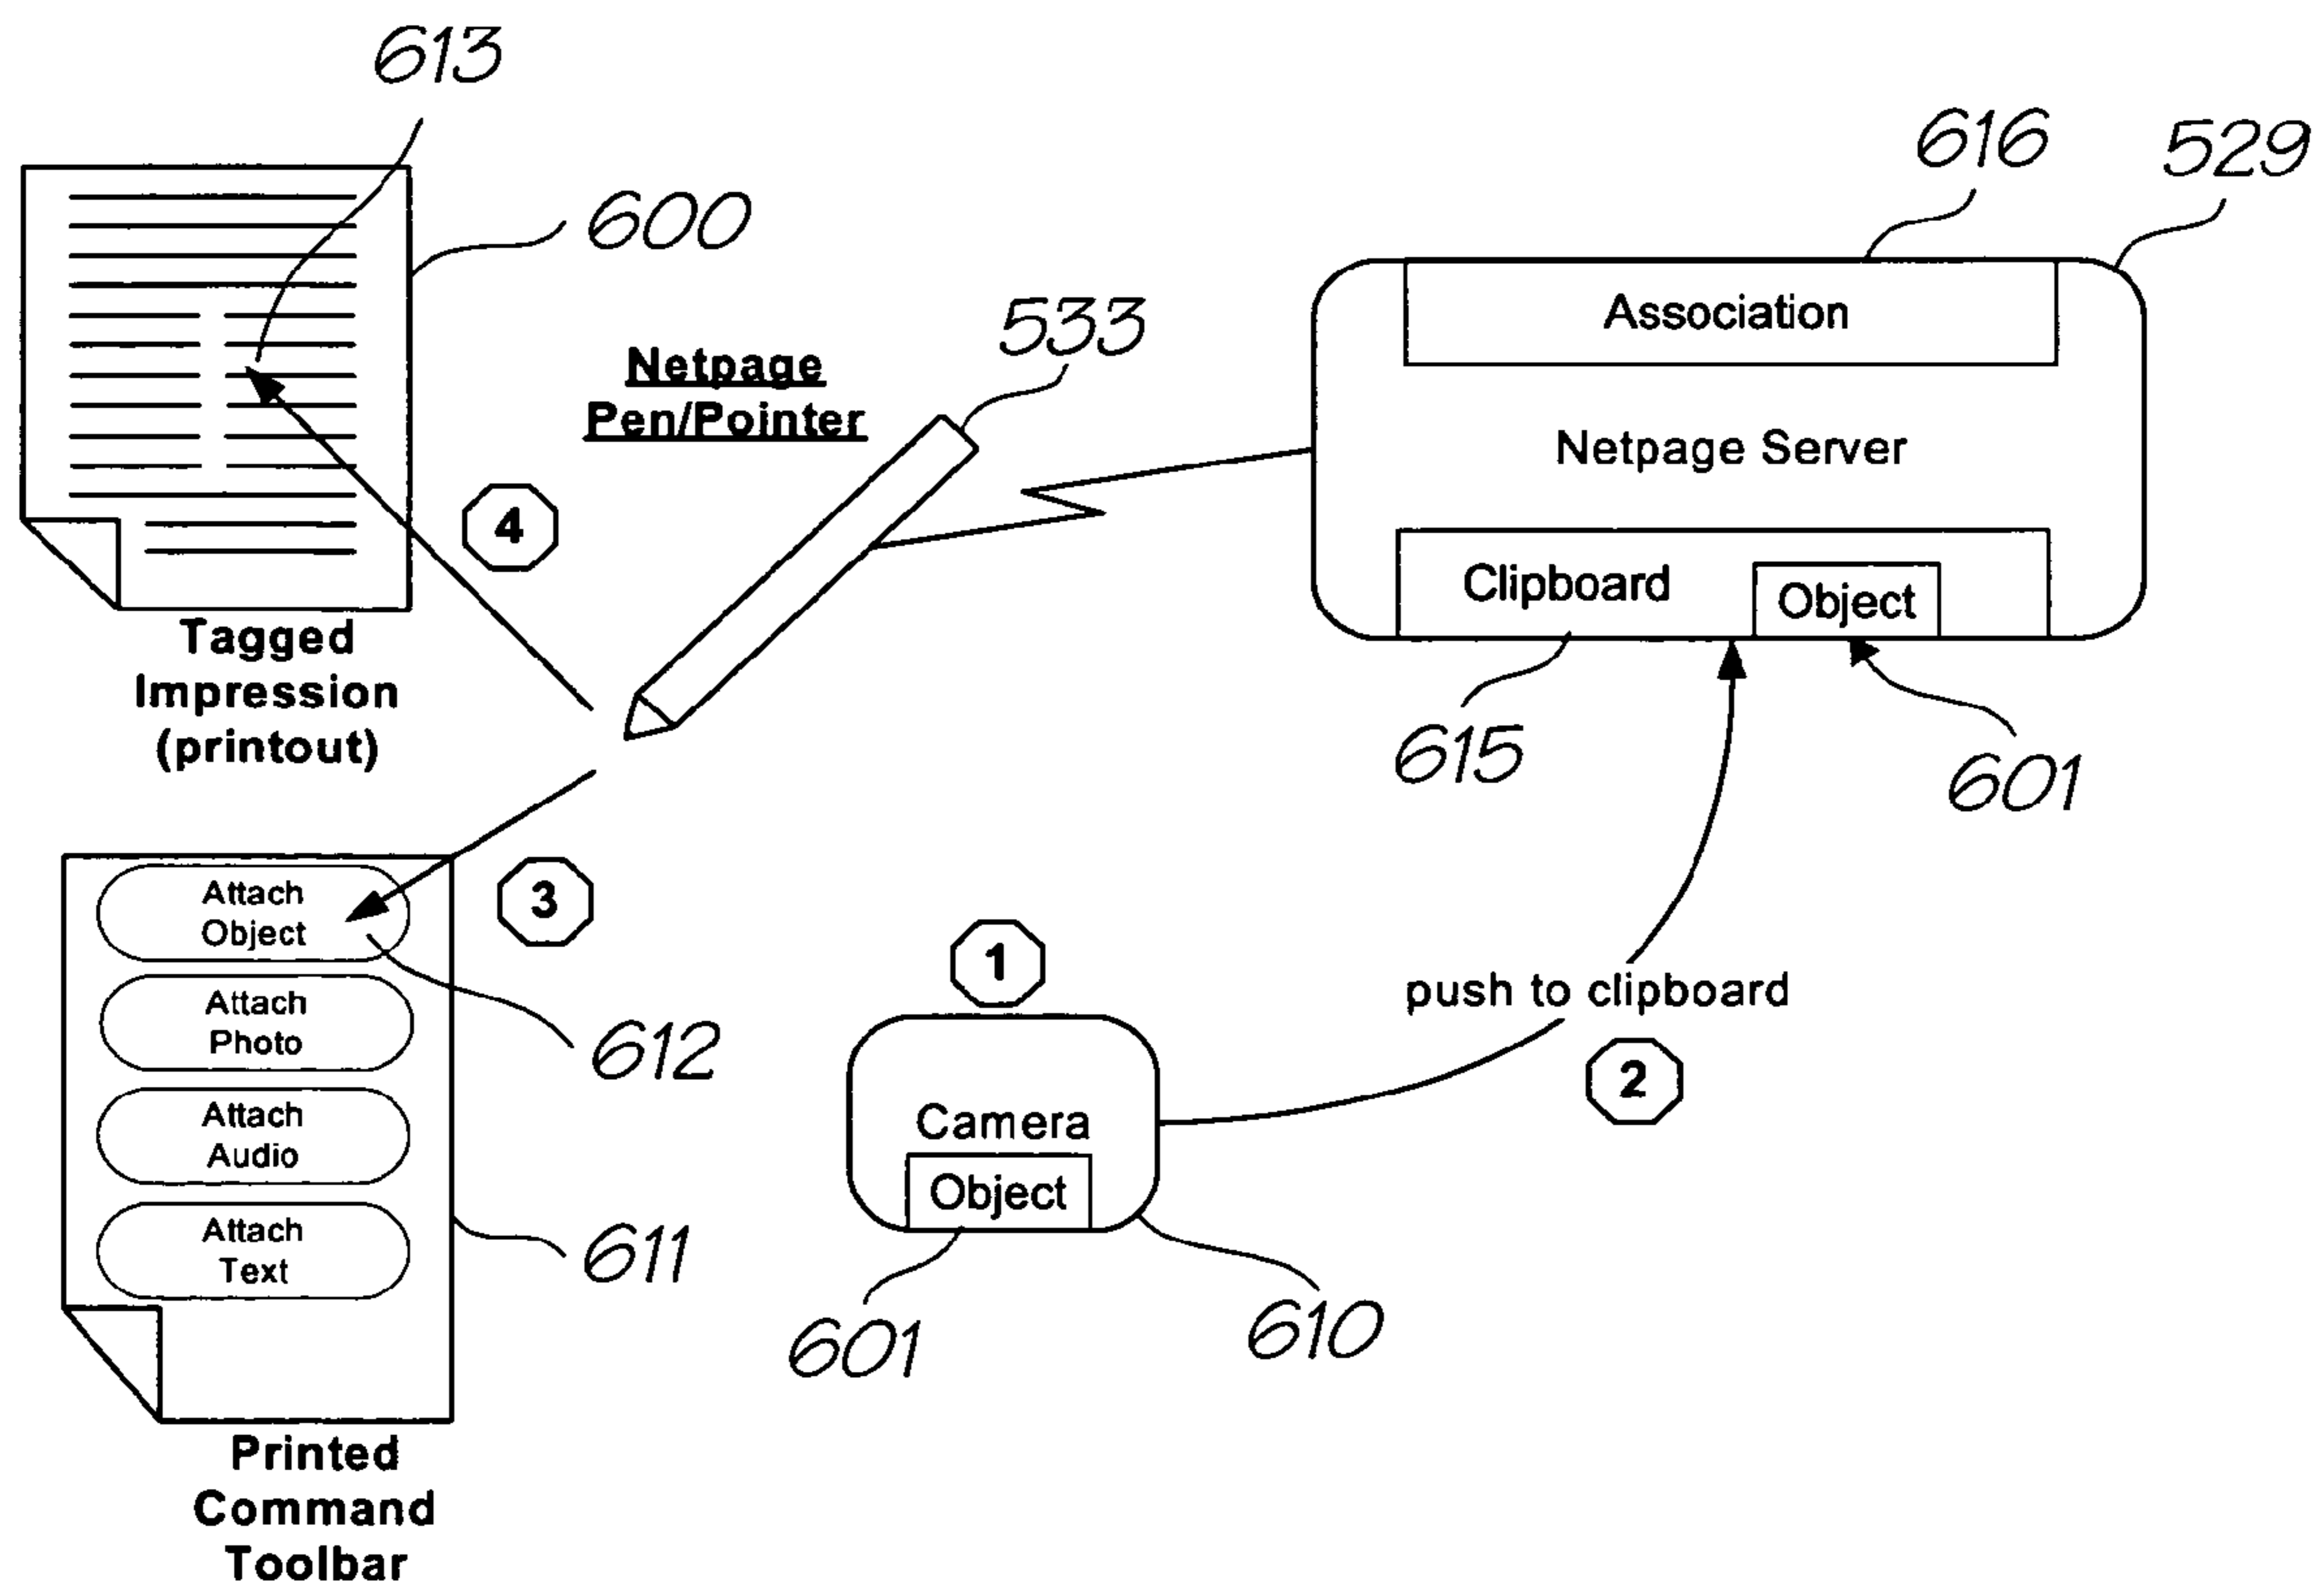 613
616
529
600
Association
533
Netpage
Pen/Pointer
Netpage Server
4
Clipboard
Object
Tagged
Impression
(printout)
615
601
Attach
Object
3
1
push to clipboard
Attach
Photo
612
2
Camera
Attach
Audio
Object
Attach
Text
611
601
610
Printed
Command
Toolbar